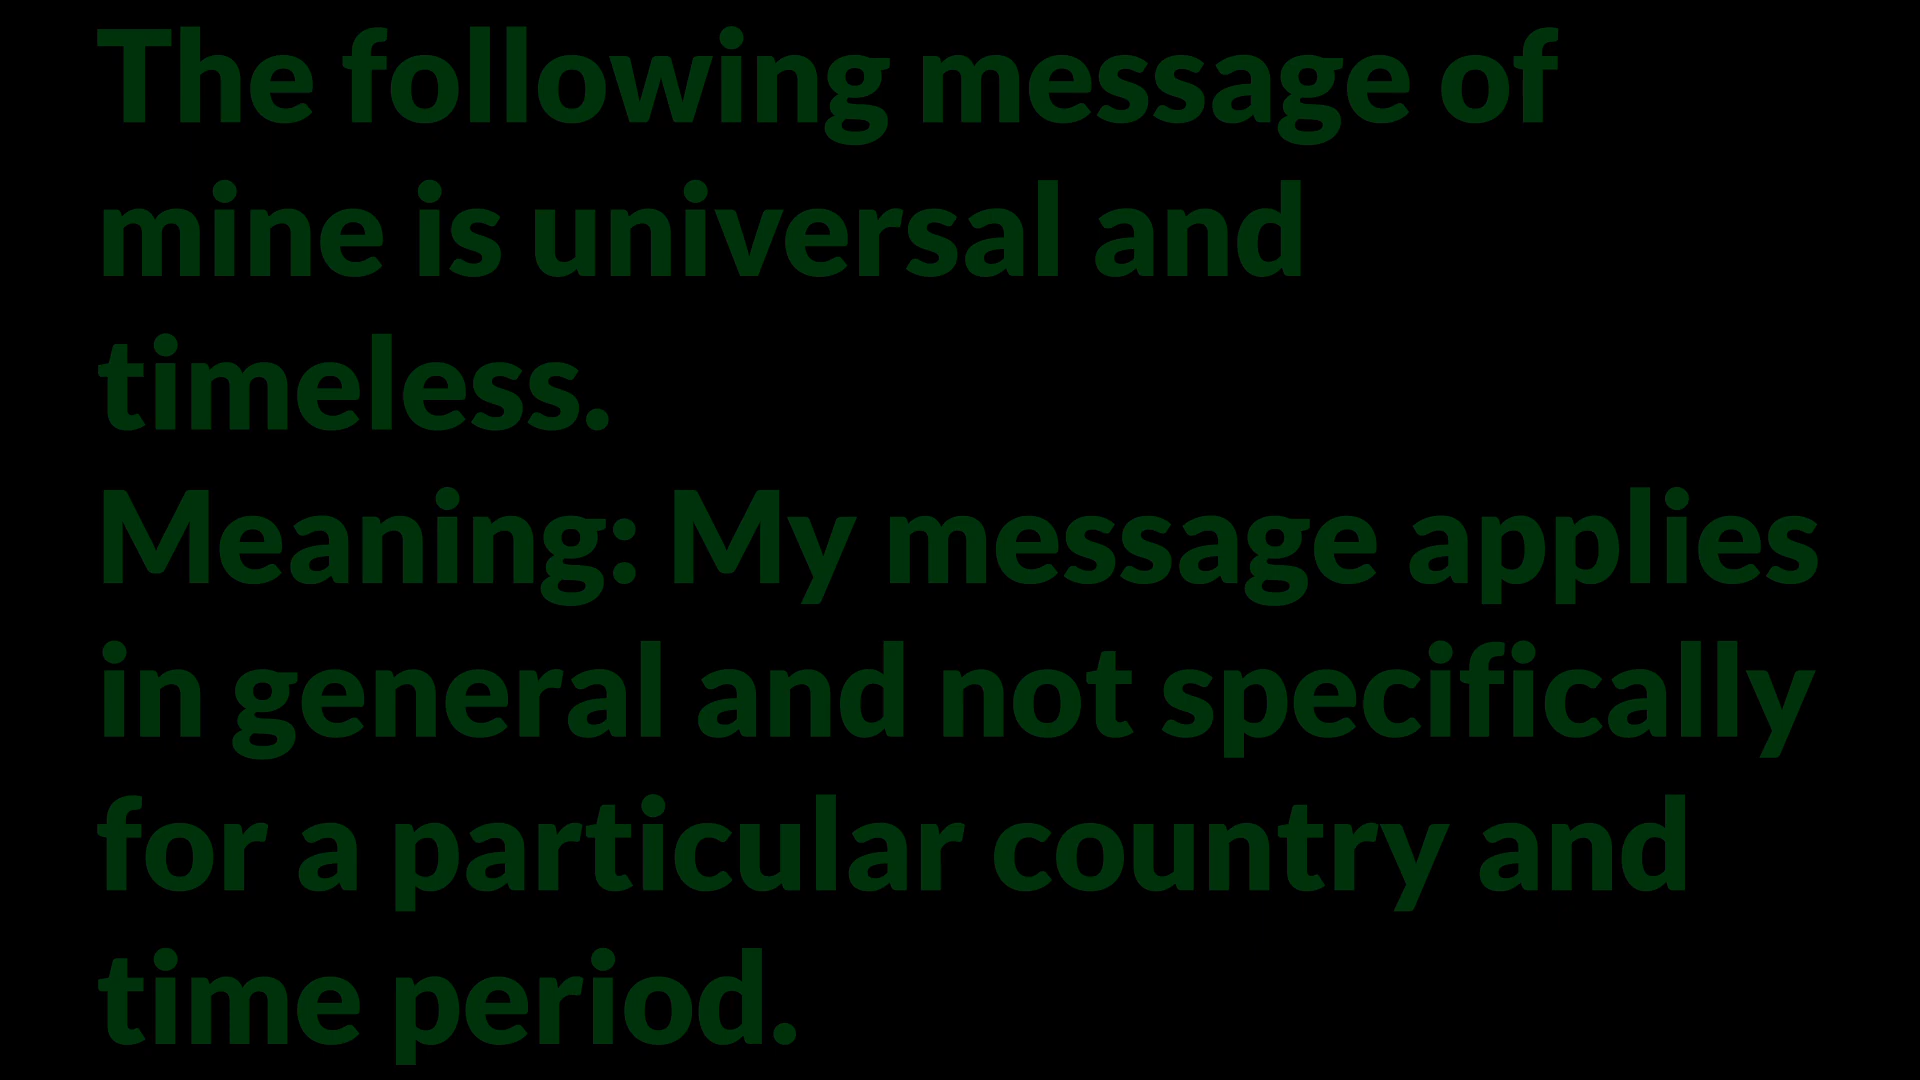 The following message of
mine is universal and
timeless.
Meaning: My message applies
in general and not specifically
for a particular country and
time period.